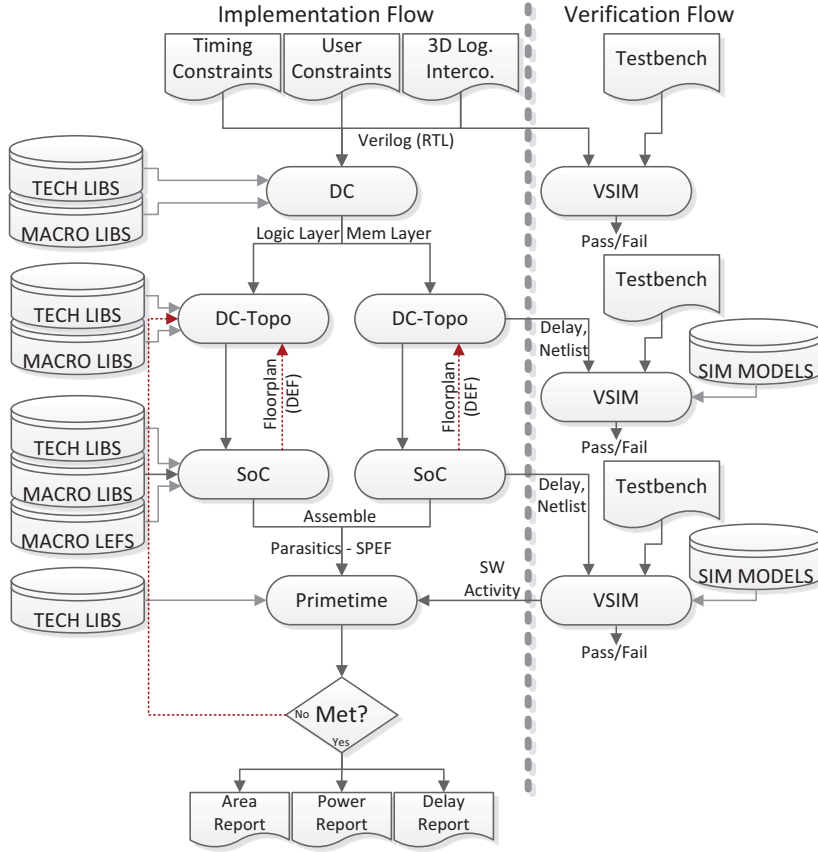 Implementation Flow
Verification Flow
Timing
Constraints
User
Constraints
3D Log.
Interco.
Testbench
Verilog (RTL)
TECH LIBS
MACRO LIBS
DC
VSIM
Pass/Fail
Logic Layer
Mem Layer
TECH LIBS
MACRO LIBS
DC-Topo
DC-Topo
Testbench
Delay,
Netlist
SIM MODELS
Floorplan
(DEF)
Floorplan
(DEF)
VSIM
Pass/Fail
TECH LIBS
MACRO LIBS
MACRO LEFS
SoC
SoC
Testbench
Delay,
Netlist
Assemble
Parasitics - SPEF
SIM MODELS
TECH LIBS
Primetime
SW
Activity
VSIM
Pass/Fail
No
Met?
Yes
Area
Report
Power
Report
Delay
Report